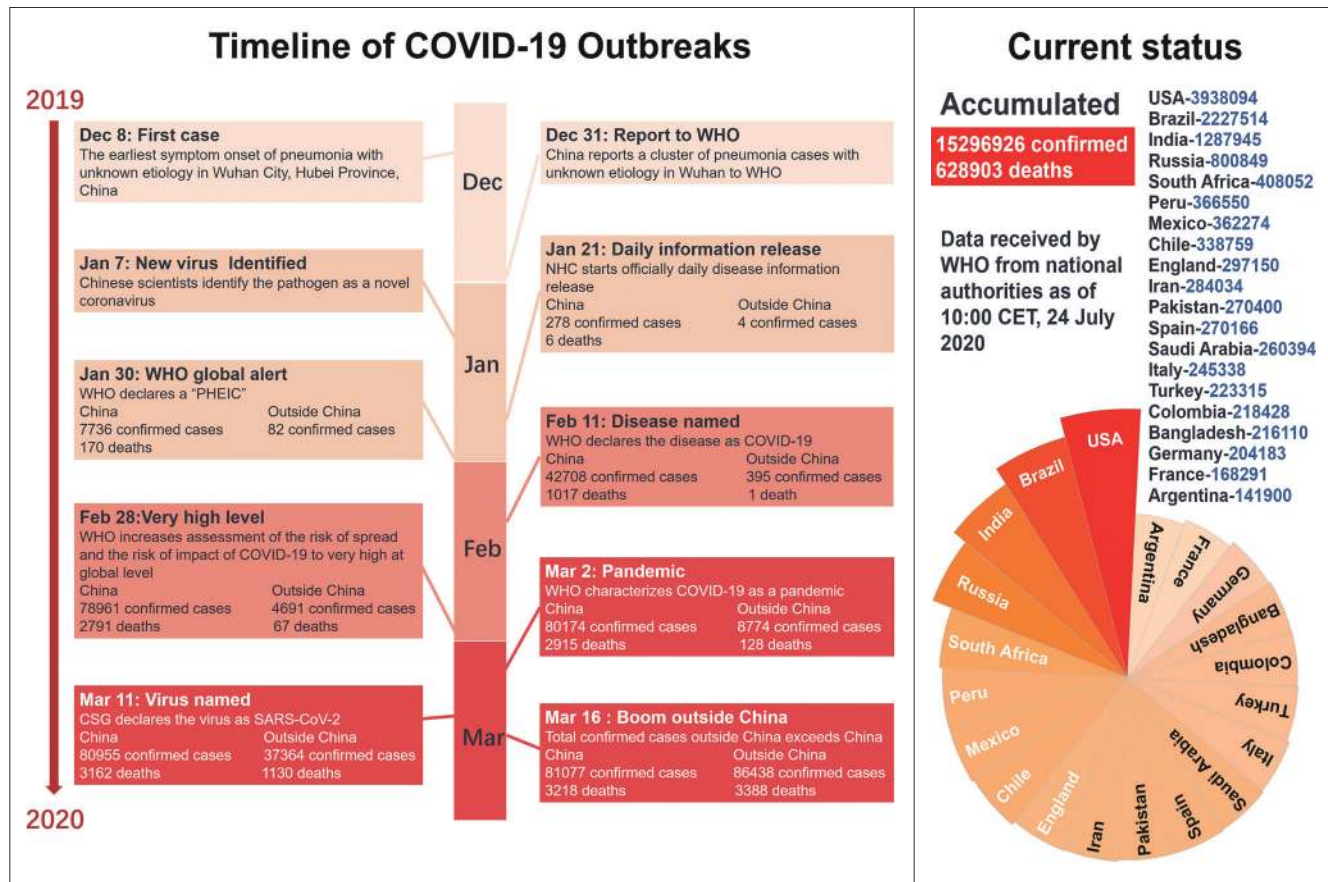 Timeline of COVID-19 Outbreaks
2019
Dec 8: First case
The earliest symptom onset of pneumonia with
unknown etiology in Wuhan City, Hubei Province,
China
Dec
Dec 31: Report to WHO
China reports a cluster of pneumonia cases with
unknown etiology in Wuhan to WHO
Jan 7: New virus Identified
Chinese scientists identify the pathogen as a novel
coronavirus
Jan 21: Daily information release
NHC starts officially daily disease information
release
China Outside China
278 confirmed cases 4 confirmed cases
6 deaths
Jan
Jan 30: WHO global alert
WHO declares a “PHEIC”
China Outside China
7736 confirmed cases 82 confirmed cases
170 deaths
Feb 11: Disease named
WHO declares the disease as COVID-19
China Outside China
42708 confirmed cases 395 confirmed cases
1017 deaths 1 death
Feb 28:Very high level
WHO increases assessment of the risk of spread
and the risk of impact of COVID-19 to very high at
global level
China Outside China
78961 confirmed cases 4691 confirmed cases
2791 deaths 67 deaths
Feb
Mar 2: Pandemic
WHO characterizes COVID-19 as a pandemic
China Outside China
80174 confirmed cases 8774 confirmed cases
2915 deaths 128 deaths
Mar 11: Virus named
CSG declares the virus as SARS-CoV-2
China Outside China
80955 confirmed cases 37364 confirmed cases
3162 deaths 1130 deaths
Mar
Mar 16 : Boom outside China
Total confirmed cases outside China exceeds China
China Outside China
81077 confirmed cases 86438 confirmed cases
3218 deaths 3388 deaths
2020
Current status
Accumulated
15296926 confirmed
628903 deaths
Data received by
WHO from national
authorities as of
10:00 CET, 24 July
2020
USA-3938094
Brazil-2227514
India-1287945
Russia-800849
South Africa-408052
Peru-366550
Mexico-362274
Chile-338759
England-297150
Iran-284034
Pakistan-270400
Spain-270166
Saudi Arabia-260394
Italy-245338
Turkey-223315
Colombia-218428
Bangladesh-216110
Germany-204183
France-168291
Argentina-141900
USA
Brazil
India
Russia
South Africa
Peru
Mexico
Chile
England
Iran
Pakistan
Spain
Saudi Arabia
Italy
Turkey
Colombia
Bangladesh
Germany
France
Argentina